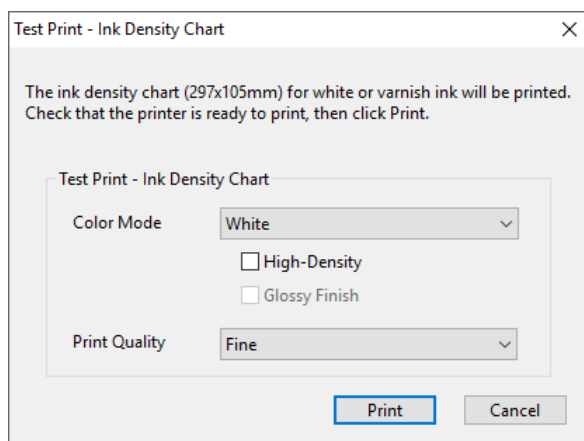 Test Print - Ink Density Chart
The ink density chart (297x105mm) for white or varnish ink will be printed.
Check that the printer is ready to print, then click Print.
Test Print - Ink Density Chart
Color Mode White
High-Density
Glossy Finish
Print Quality Fine
Print Cancel